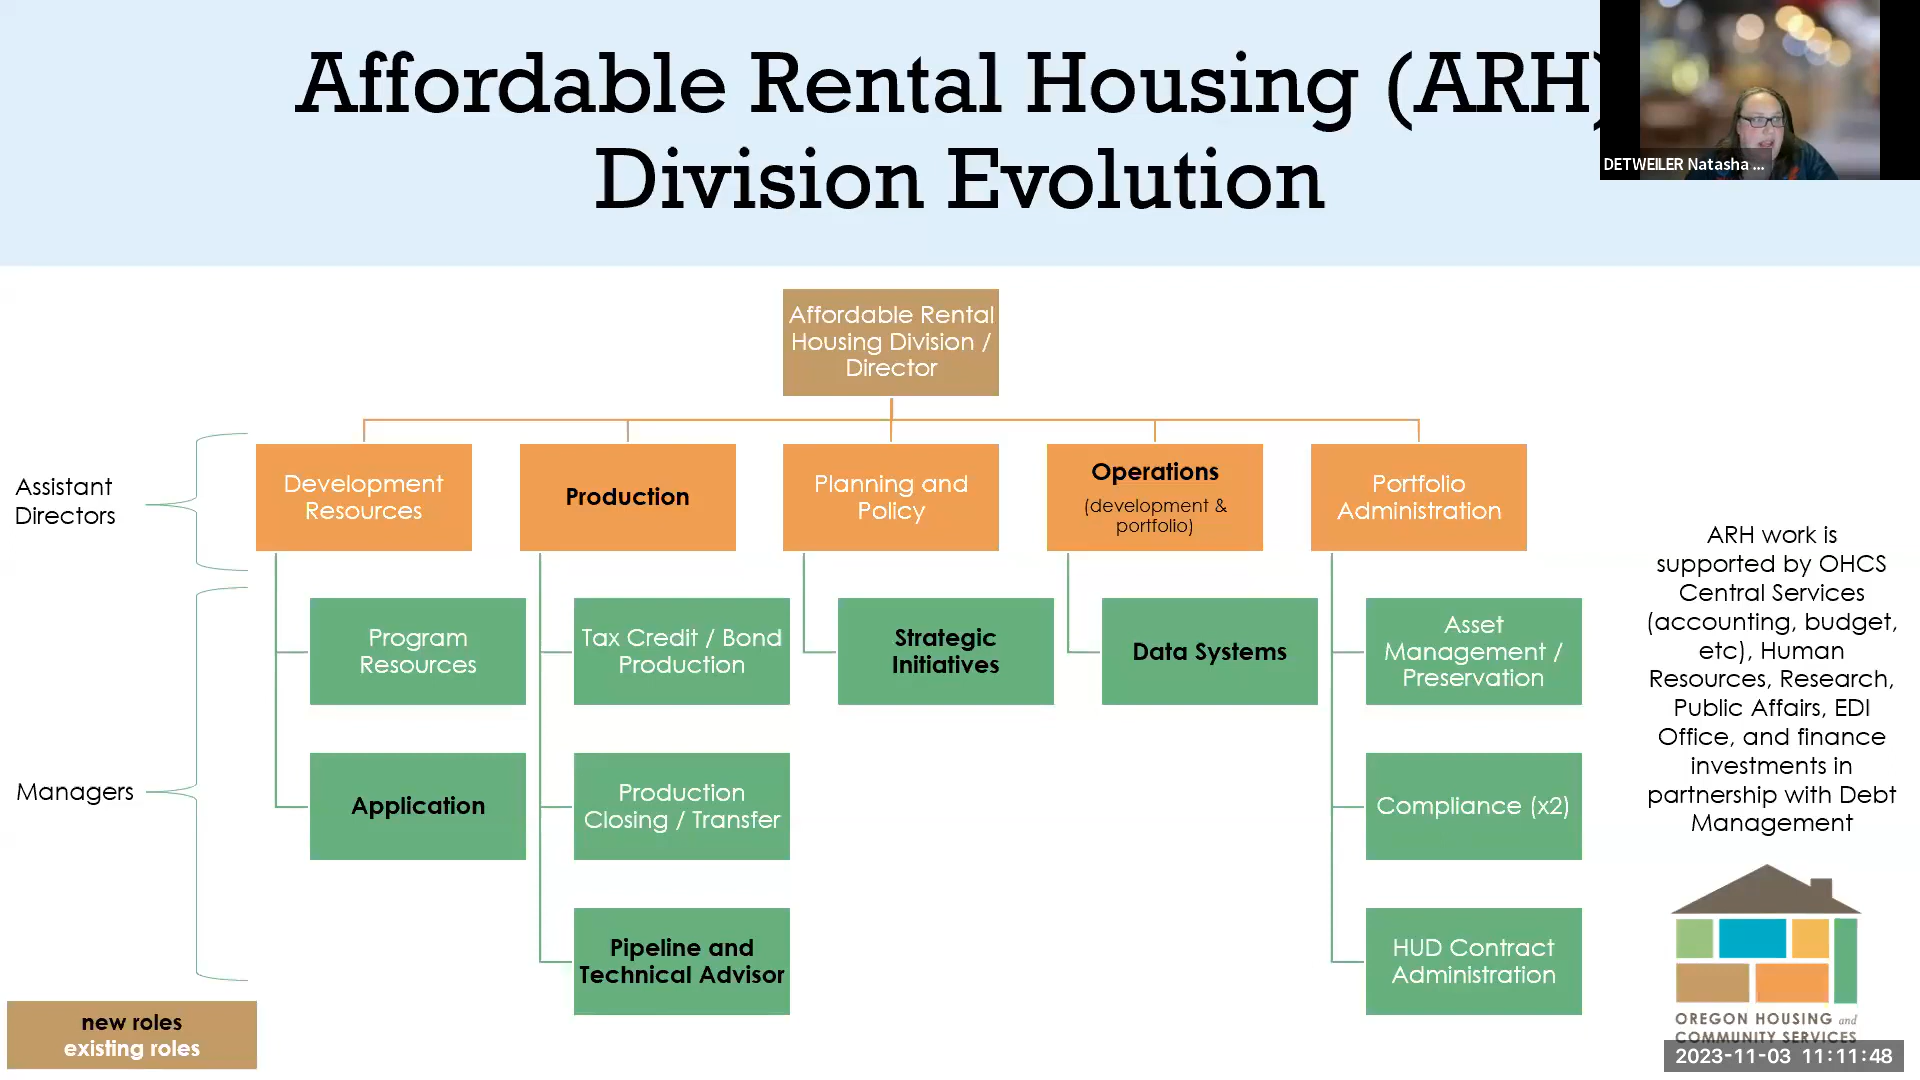 Affordable Rental Housing (ARH)
Division Evolution
DETWEILER Natasha ...
Affordable Rental
Housing Division /
Director
Assistant
Directors
Development
Resources
Production
Planning and
Policy
Operations
(development &
portfolio)
Portfolio
Administration
Managers
Program
Resources
Tax Credit / Bond
Production
Strategic
Initiatives
Data Systems
Asset
Management /
Preservation
Application
Production
Closing / Transfer
Compliance (x2)
Pipeline and
Technical Advisor
HUD Contract
Administration
ARH work is
supported by OHCS
Central Services
(accounting, budget,
etc), Human
Resources, Research,
Public Affairs, EDI
Office, and finance
investments in
partnership with Debt
Management
new roles
existing roles
OREGON HOUSING and
COMMUNITY SERVICES
2023-11-03 11:11:48